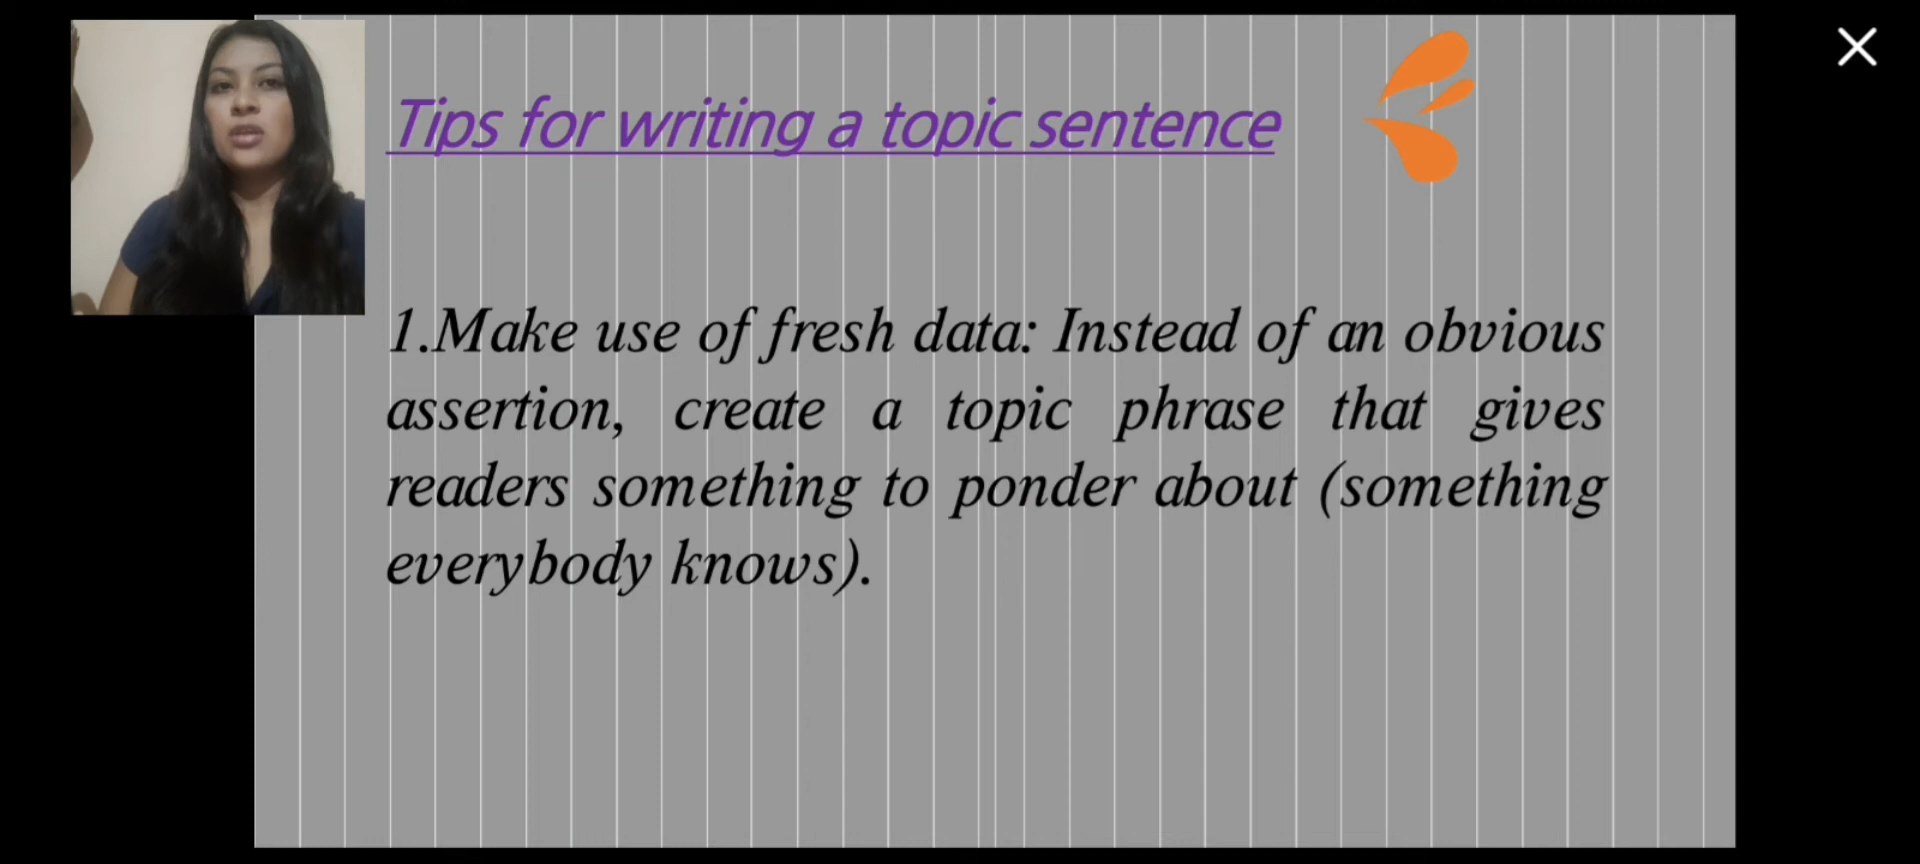 Tips for writing a topic sentence
1.Make use of fresh data: Instead of an obvious
assertion, create a topic phrase that gives
readers something to ponder about (something
everybody knows).